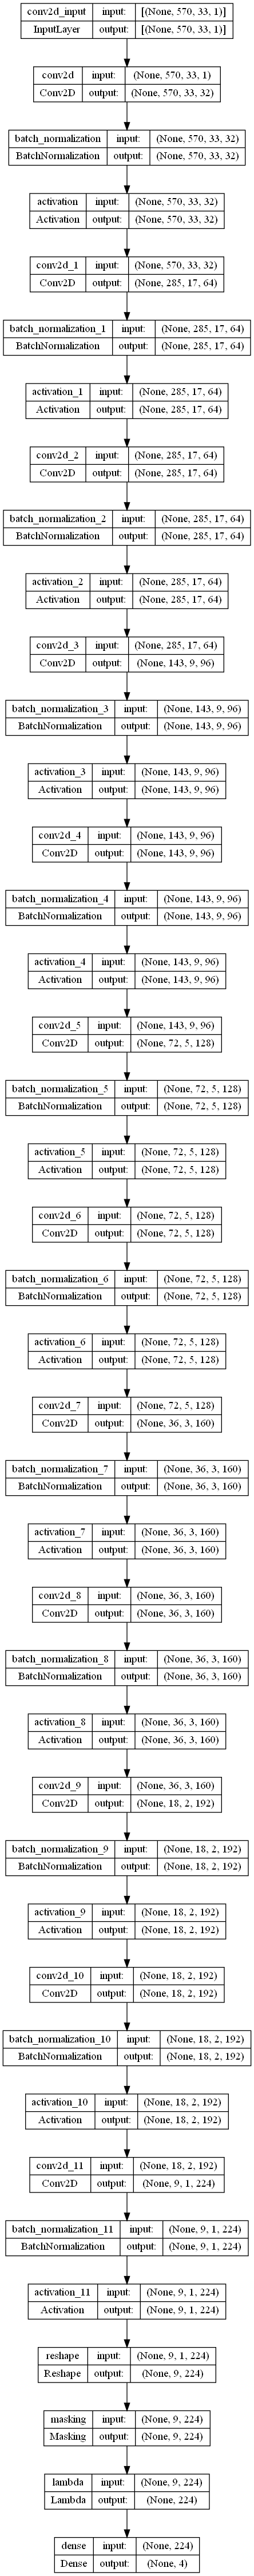 conv2d_input input: [(None, 570, 33, 1)]
InputLayer output: [(None, 570, 33, 1)]
conv2d input: (None, 570, 33, 1)
Conv2D output: (None, 570, 33, 32)
batch_normalization input: (None, 570, 33, 32)
BatchNormalization output: (None, 570, 33, 32)
activation input: (None, 570, 33, 32)
Activation output: (None, 570, 33, 32)
conv2d_1 input: (None, 570, 33, 32)
Conv2D output: (None, 285, 17, 64)
batch_normalization_1 input: (None, 285, 17, 64)
BatchNormalization output: (None, 285, 17, 64)
activation_1 input: (None, 285, 17, 64)
Activation output: (None, 285, 17, 64)
conv2d_2 input: (None, 285, 17, 64)
Conv2D output: (None, 285, 17, 64)
batch_normalization_2 input: (None, 285, 17, 64)
BatchNormalization output: (None, 285, 17, 64)
activation_2 input: (None, 285, 17, 64)
Activation output: (None, 285, 17, 64)
conv2d_3 input: (None, 285, 17, 64)
Conv2D output: (None, 143, 9, 96)
batch_normalization_3 input: (None, 143, 9, 96)
BatchNormalization output: (None, 143, 9, 96)
activation_3 input: (None, 143, 9, 96)
Activation output: (None, 143, 9, 96)
conv2d_4 input: (None, 143, 9, 96)
Conv2D output: (None, 143, 9, 96)
batch_normalization_4 input: (None, 143, 9, 96)
BatchNormalization output: (None, 143, 9, 96)
activation_4 input: (None, 143, 9, 96)
Activation output: (None, 143, 9, 96)
conv2d_5 input: (None, 143, 9, 96)
Conv2D output: (None, 72, 5, 128)
batch_normalization_5 input: (None, 72, 5, 128)
BatchNormalization output: (None, 72, 5, 128)
activation_5 input: (None, 72, 5, 128)
Activation output: (None, 72, 5, 128)
conv2d_6 input: (None, 72, 5, 128)
Conv2D output: (None, 72, 5, 128)
batch_normalization_6 input: (None, 72, 5, 128)
BatchNormalization output: (None, 72, 5, 128)
activation_6 input: (None, 72, 5, 128)
Activation output: (None, 72, 5, 128)
conv2d_7 input: (None, 72, 5, 128)
Conv2D output: (None, 36, 3, 160)
batch_normalization_7 input: (None, 36, 3, 160)
BatchNormalization output: (None, 36, 3, 160)
activation_7 input: (None, 36, 3, 160)
Activation output: (None, 36, 3, 160)
conv2d_8 input: (None, 36, 3, 160)
Conv2D output: (None, 36, 3, 160)
batch_normalization_8 input: (None, 36, 3, 160)
BatchNormalization output: (None, 36, 3, 160)
activation_8 input: (None, 36, 3, 160)
Activation output: (None, 36, 3, 160)
conv2d_9 input: (None, 36, 3, 160)
Conv2D output: (None, 18, 2, 192)
batch_normalization_9 input: (None, 18, 2, 192)
BatchNormalization output: (None, 18, 2, 192)
activation_9 input: (None, 18, 2, 192)
Activation output: (None, 18, 2, 192)
conv2d_10 input: (None, 18, 2, 192)
Conv2D output: (None, 18, 2, 192)
batch_normalization_10 input: (None, 18, 2, 192)
BatchNormalization output: (None, 18, 2, 192)
activation_10 input: (None, 18, 2, 192)
Activation output: (None, 18, 2, 192)
conv2d_11 input: (None, 18, 2, 192)
Conv2D output: (None, 9, 1, 224)
batch_normalization_11 input: (None, 9, 1, 224)
BatchNormalization output: (None, 9, 1, 224)
activation_11 input: (None, 9, 1, 224)
Activation output: (None, 9, 1, 224)
reshape input: (None, 9, 1, 224)
Reshape output: (None, 9, 224)
masking input: (None, 9, 224)
Masking output: (None, 9, 224)
lambda input: (None, 9, 224)
Lambda output: (None, 224)
dense input: (None, 224)
Dense output: (None, 4)